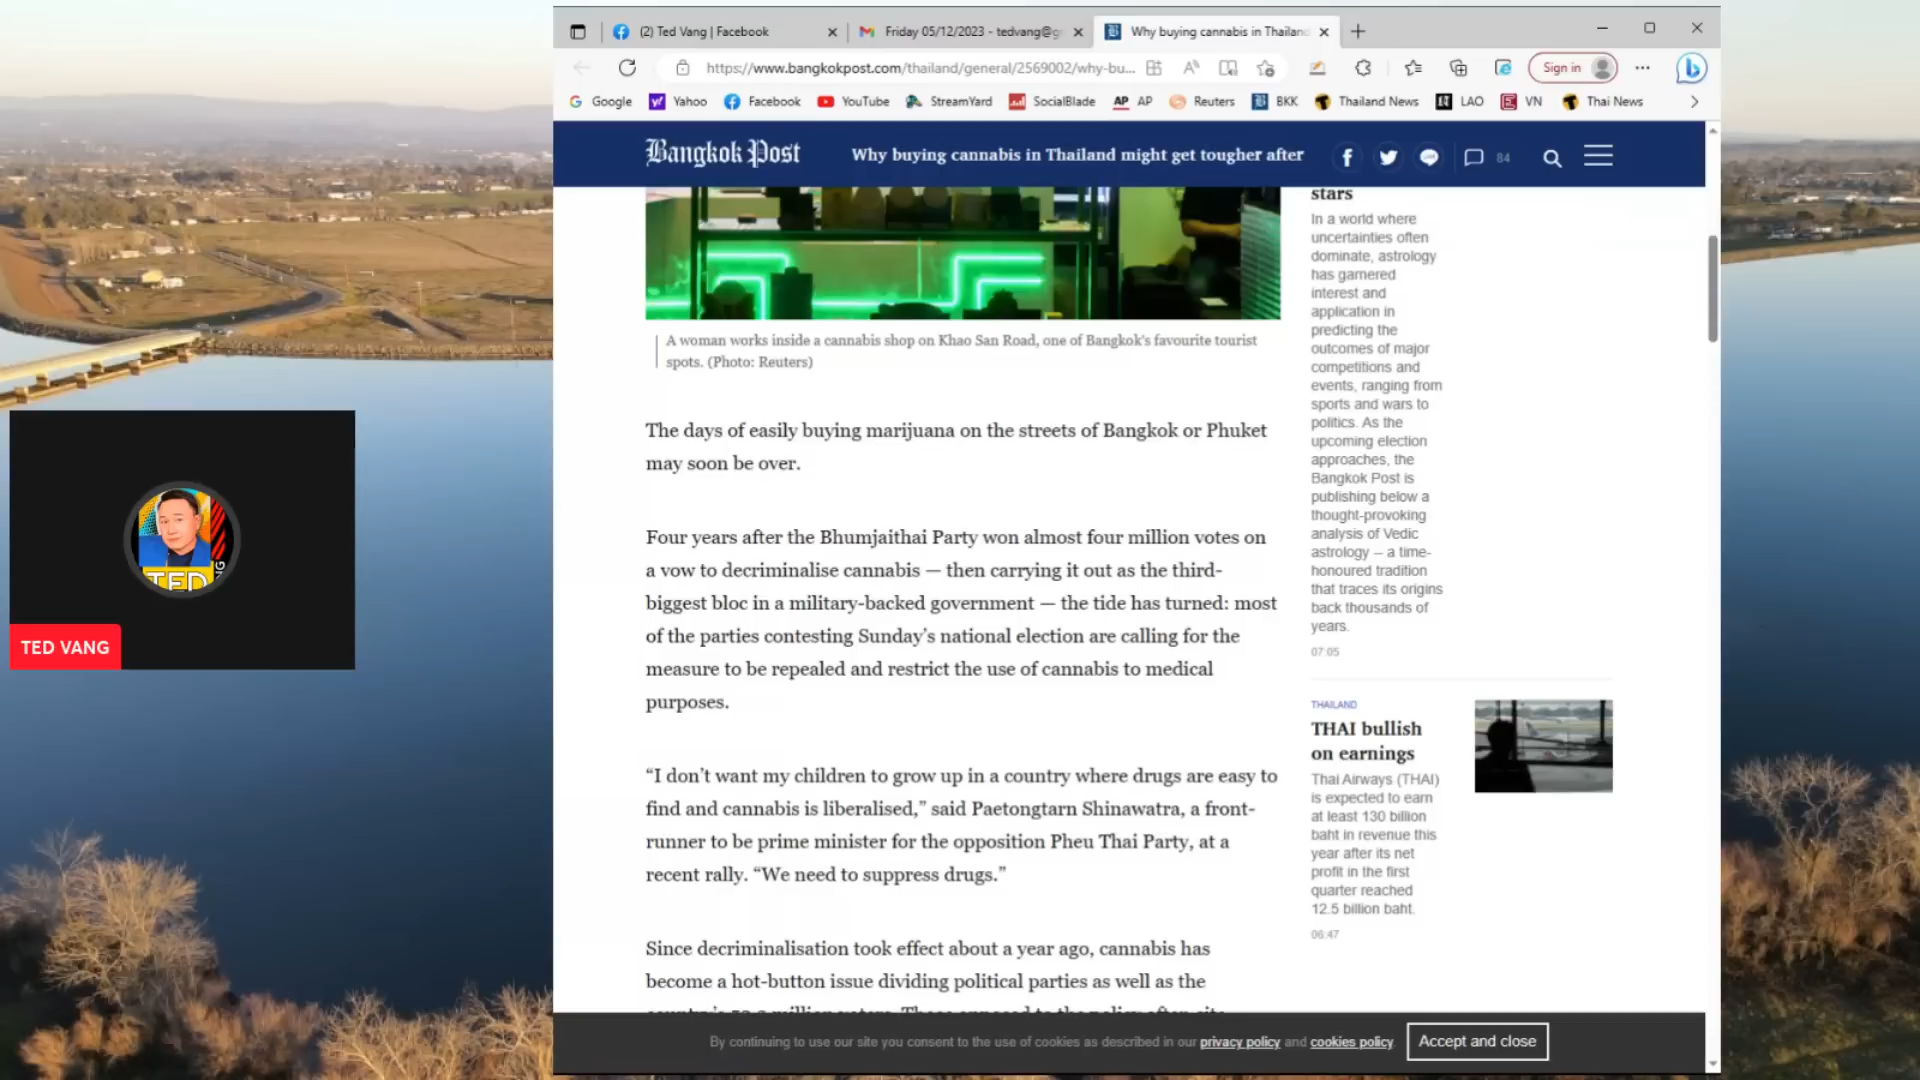 (2) Ted Vang | Facebook
Friday 05/12/2023 - tedvang@g
Why buying cannabis in Thailand
https://www.bangkokpost.com/thailand/general/2569002/why-bu...
Sign in
Google
Yahoo
Facebook
YouTube
StreamYard
SocialBlade
AP AP
Reuters
BKK
Thailand News
LAO
VN
Thai News
Bangkok Post
Why buying cannabis in Thailand might get tougher after
84
A woman works inside a cannabis shop on Khao San Road, one of Bangkok's favourite tourist
spots. (Photo: Reuters)
The days of easily buying marijuana on the streets of Bangkok or Phuket
may soon be over.
Four years after the Bhumjaithai Party won almost four million votes on
a vow to decriminalise cannabis — then carrying it out as the third-
biggest bloc in a military-backed government — the tide has turned: most
of the parties contesting Sunday's national election are calling for the
measure to be repealed and restrict the use of cannabis to medical
purposes.
“I don't want my children to grow up in a country where drugs are easy to
find and cannabis is liberalised,” said Paetongtarn Shinawatra, a front-
runner to be prime minister for the opposition Pheu Thai Party, at a
recent rally. “We need to suppress drugs.”
Since decriminalisation took effect about a year ago, cannabis has
become a hot-button issue dividing political parties as well as the
stars
In a world where
uncertainties often
dominate, astrology
has garnered
interest and
application in
predicting the
outcomes of major
competitions and
events, ranging from
sports and wars to
politics. As the
upcoming election
approaches, the
Bangkok Post is
publishing below a
thought-provoking
analysis of Vedic
astrology – a time-
honoured tradition
that traces its origins
back thousands of
years.
07:05
THAILAND
THAI bullish
on earnings
Thai Airways (THAI)
is expected to earn
at least 130 billion
baht in revenue this
year after its net
profit in the first
quarter reached
12.5 billion baht.
06:47
By continuing to use our site you consent to the use of cookies as described in our privacy policy and cookies policy
Accept and close
TED
TED VANG